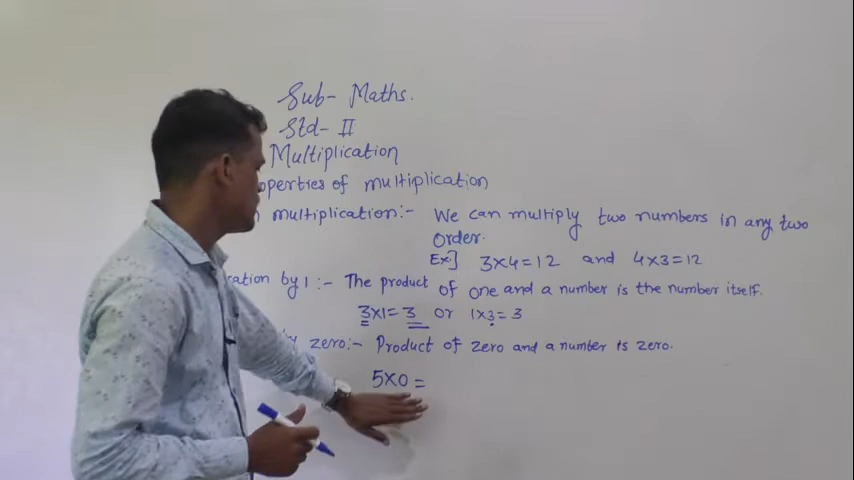 Sub- Maths.
Std- II
Multiplication
operties of multiplication
n multiplication:- We can multiply two numbers in any two
order.
Ex] 3×4=12 and 4×3=12
cation by 1:- The product of one and a number is the number itself.
3×1=3 or 1×3=3
by zero:- Product of zero and a number is zero.
5×0=